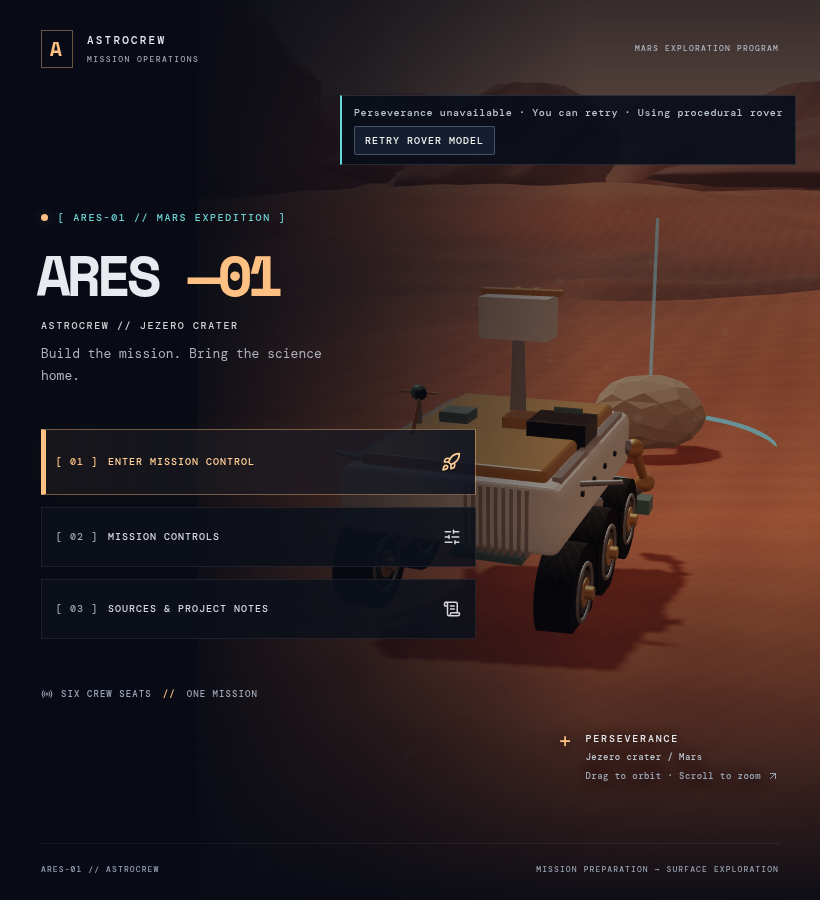 A
ASTROCREW
MISSION OPERATIONS
MARS EXPLORATION PROGRAM
Perseverance unavailable · You can retry · Using procedural rover
RETRY ROVER MODEL
[ ARES-01 // MARS EXPEDITION ]
ARES —01
ASTROCREW // JEZERO CRATER
Build the mission. Bring the science
home.
[ 01 ] ENTER MISSION CONTROL
[ 02 ] MISSION CONTROLS
[ 03 ] SOURCES & PROJECT NOTES
SIX CREW SEATS // ONE MISSION
PERSEVERANCE
Jezero crater / Mars
Drag to orbit · Scroll to zoom
ARES-01 // ASTROCREW
MISSION PREPARATION → SURFACE EXPLORATION